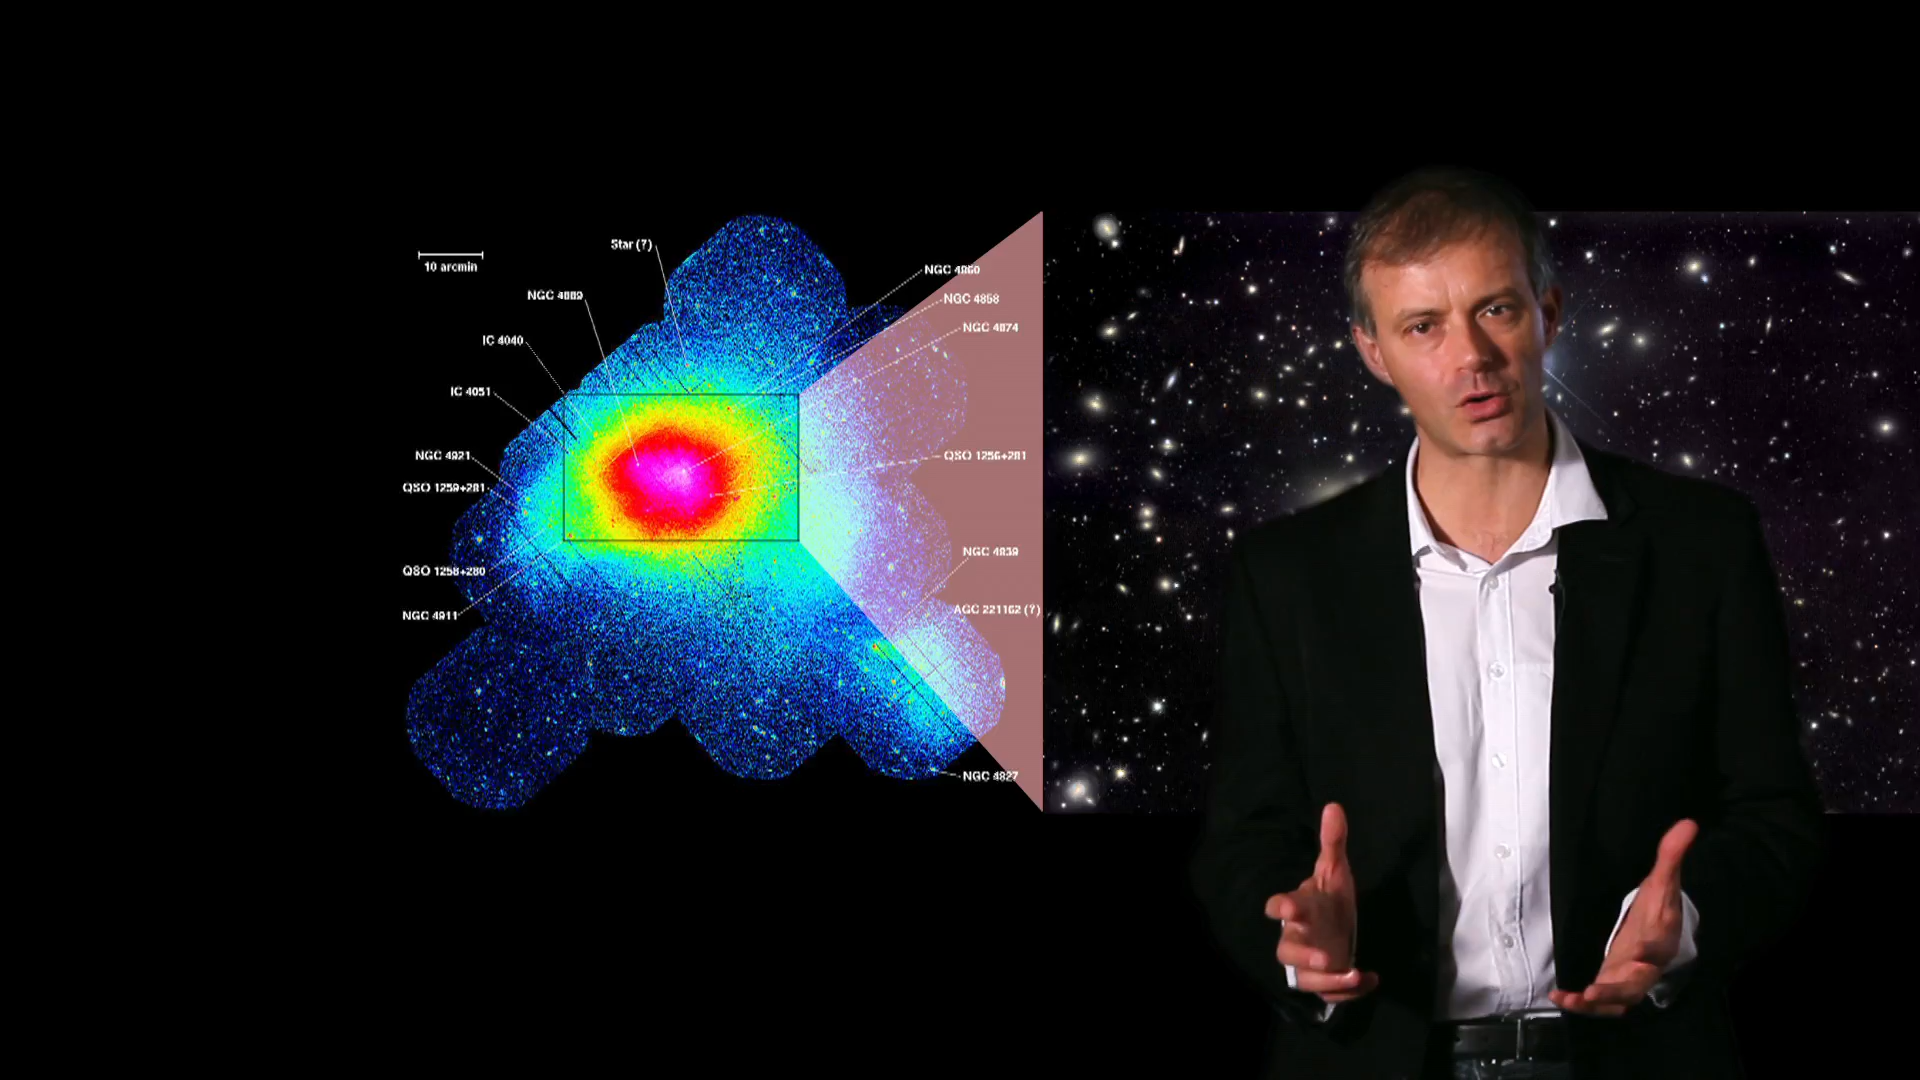 Star (?)
10 arcmin
NGC 4889
IC 4040
IC 4051
NGC 4921
QSO 1259+281
QSO 1258+280
NGC 4911
NGC 4860
NGC 4858
NGC 4874
QSO 1256+281
NGC 4839
AGC 221162 (?)
NGC 4827